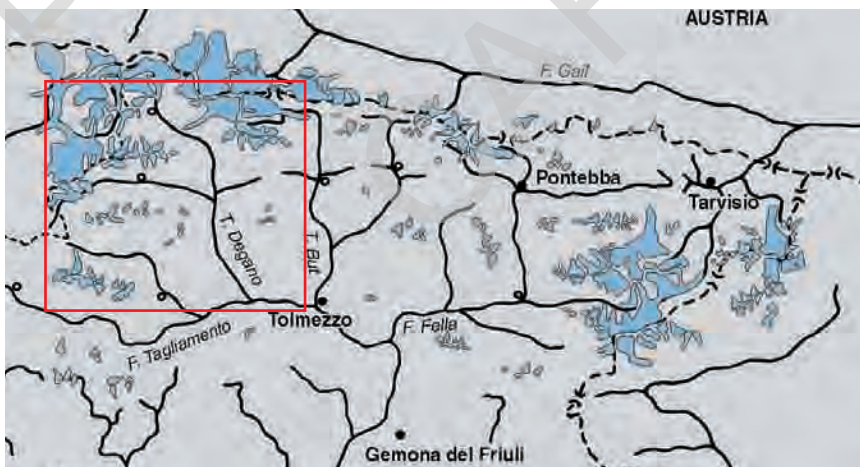 AUSTRIA
F. Gail
Pontebba
Tarvisio
T. Degano
T. But
Tolmezzo
F. Fella
F. Tagliamento
Gemona del Friuli